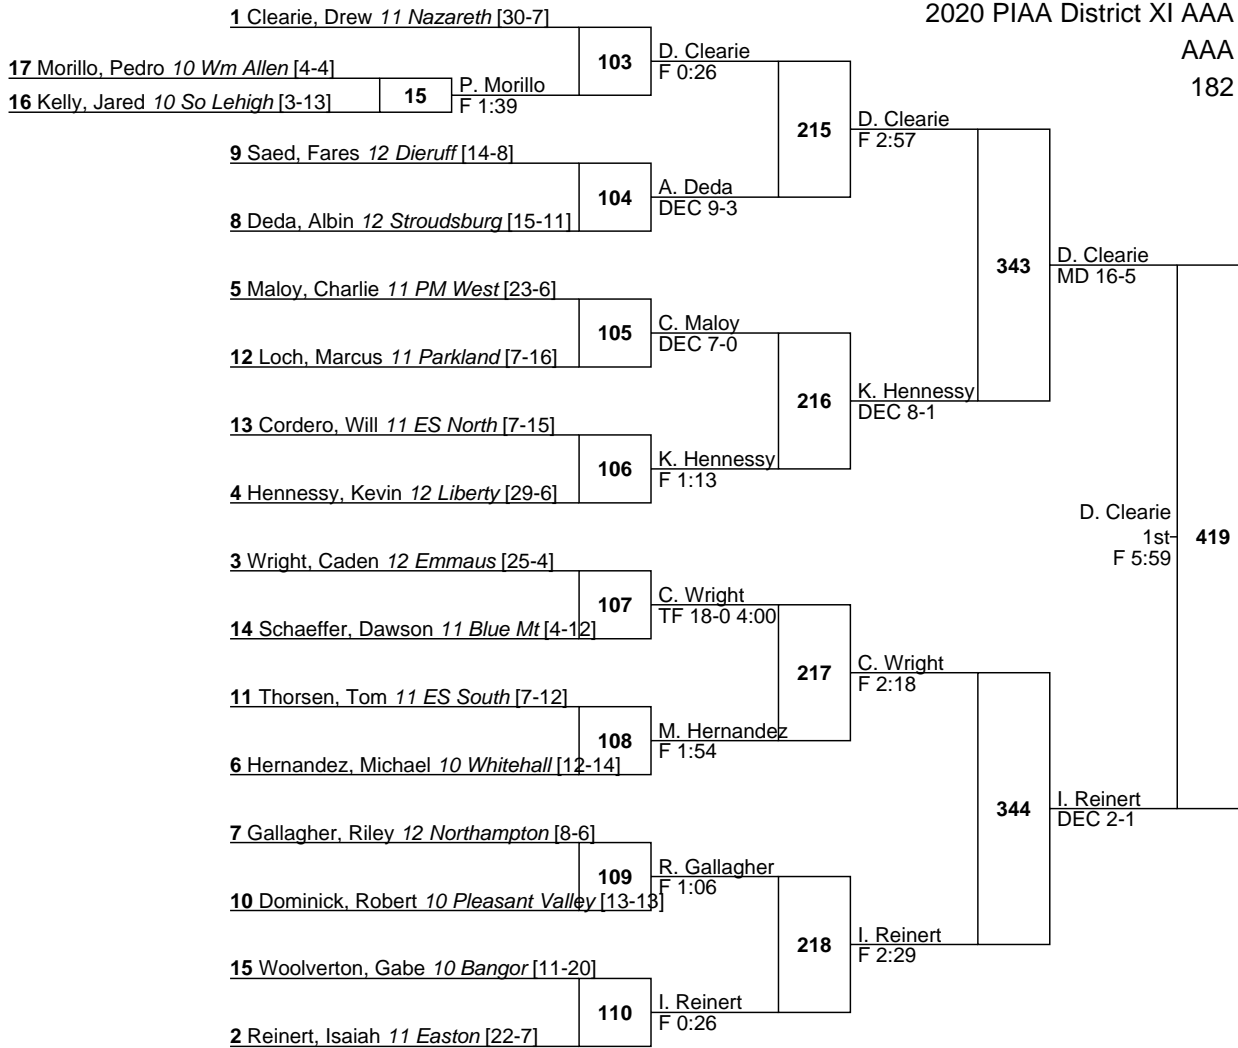 2020 PIAA District XI AAA
AAA
182
1 Clearie, Drew 11 Nazareth [30-7]
103
D. Clearie
F 0:26
17 Morillo, Pedro 10 Wm Allen [4-4]
15
P. Morillo
F 1:39
16 Kelly, Jared 10 So Lehigh [3-13]
215
D. Clearie
F 2:57
9 Saed, Fares 12 Dieruff [14-8]
104
A. Deda
DEC 9-3
8 Deda, Albin 12 Stroudsburg [15-11]
343
D. Clearie
MD 16-5
5 Maloy, Charlie 11 PM West [23-6]
105
C. Maloy
DEC 7-0
12 Loch, Marcus 11 Parkland [7-16]
216
K. Hennessy
DEC 8-1
13 Cordero, Will 11 ES North [7-15]
106
K. Hennessy
F 1:13
4 Hennessy, Kevin 12 Liberty [29-6]
D. Clearie
1st
F 5:59
419
3 Wright, Caden 12 Emmaus [25-4]
107
C. Wright
TF 18-0 4:00
14 Schaeffer, Dawson 11 Blue Mt [4-12]
217
C. Wright
F 2:18
11 Thorsen, Tom 11 ES South [7-12]
108
M. Hernandez
F 1:54
6 Hernandez, Michael 10 Whitehall [12-14]
344
I. Reinert
DEC 2-1
7 Gallagher, Riley 12 Northampton [8-6]
109
R. Gallagher
F 1:06
10 Dominick, Robert 10 Pleasant Valley [13-13]
218
I. Reinert
F 2:29
15 Woolverton, Gabe 10 Bangor [11-20]
110
I. Reinert
F 0:26
2 Reinert, Isaiah 11 Easton [22-7]